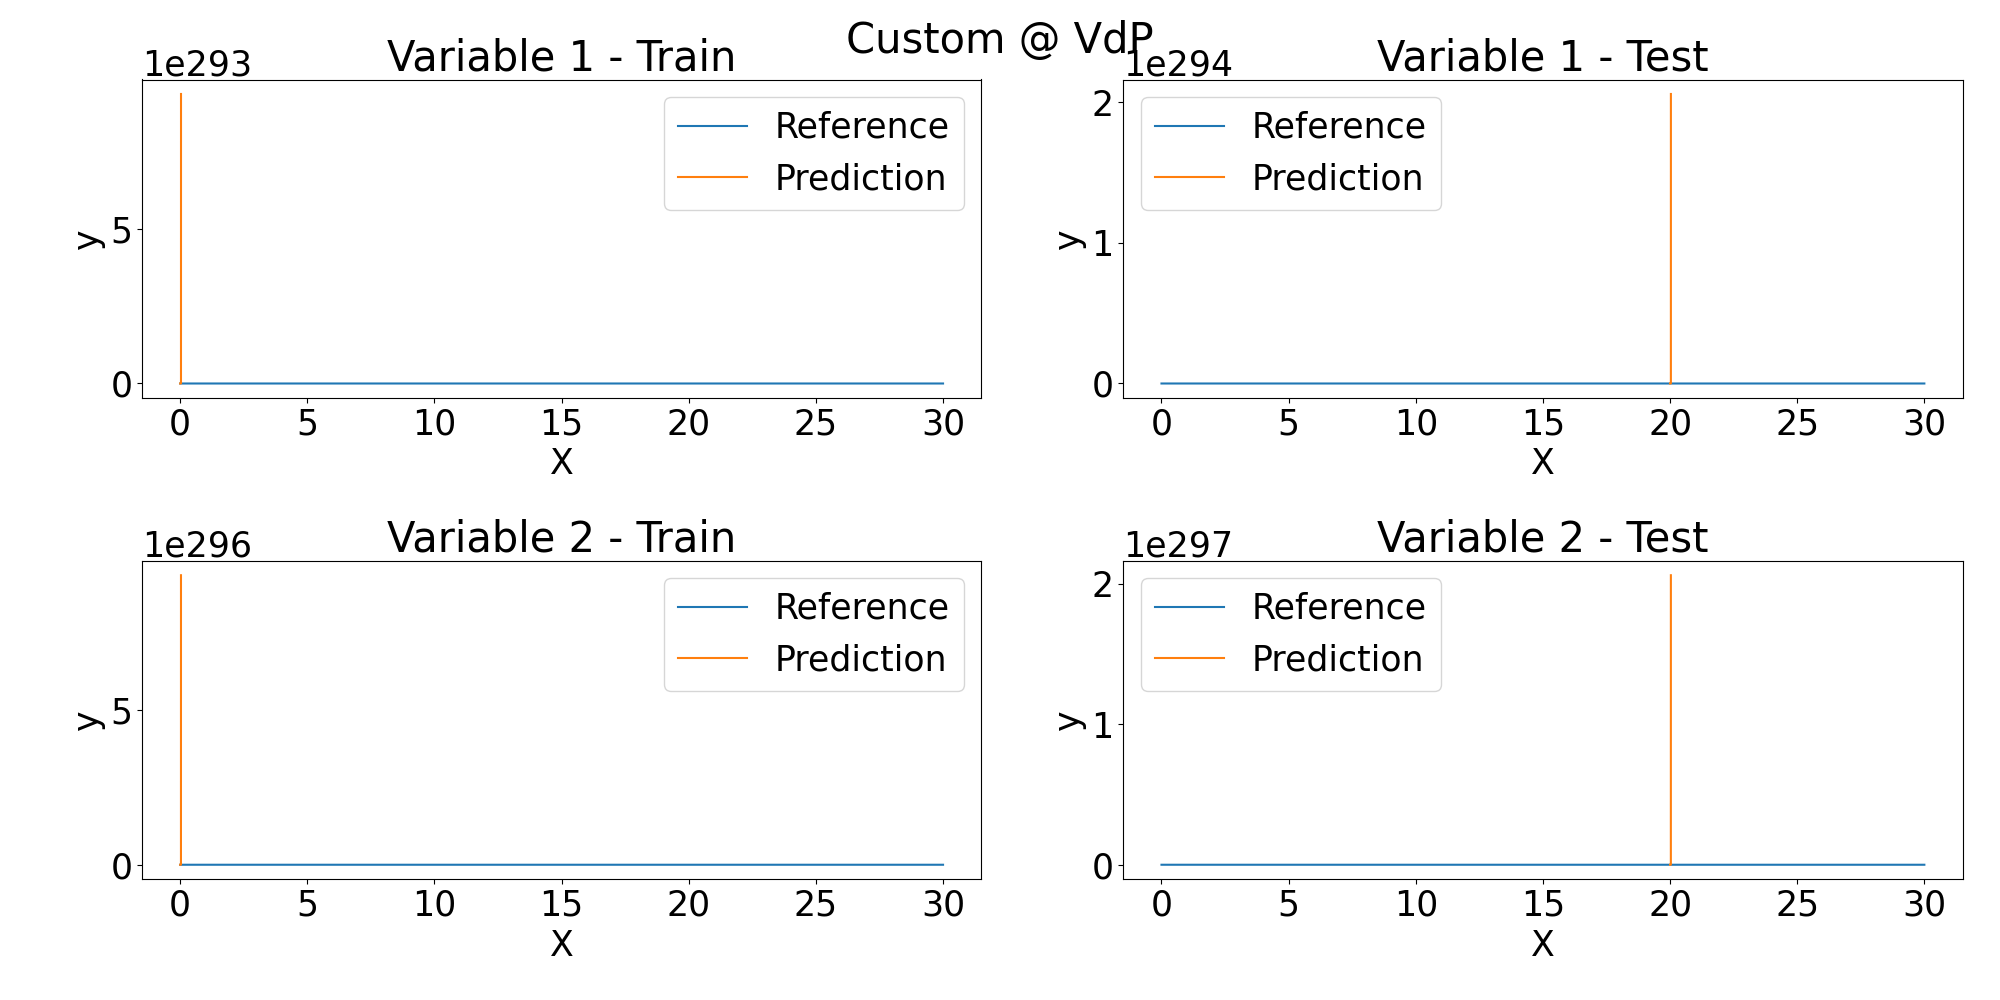 Custom @ VdP
Variable 1 - Train
1e293
Reference
Prediction
y
5
0
0 5 10 15 20 25 30
X
Variable 1 - Test
1e294
Reference
Prediction
y
2
1
0
0 5 10 15 20 25 30
X
Variable 2 - Train
1e296
Reference
Prediction
y
5
0
0 5 10 15 20 25 30
X
Variable 2 - Test
1e297
Reference
Prediction
y
2
1
0
0 5 10 15 20 25 30
X